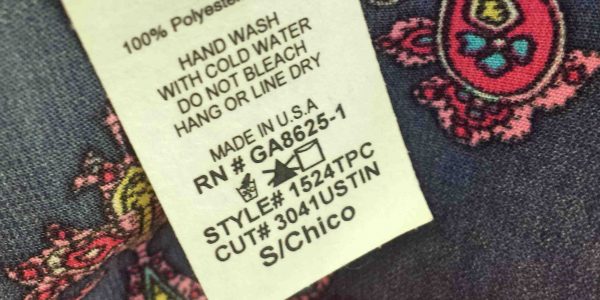 100% Polyester
HAND WASH
WITH COLD WATER
DO NOT BLEACH
HANG OR LINE DRY
MADE IN U.S.A
RN # GA8625-1
STYLE# 1524TPC
CUT# 3041USTIN
S/Chico